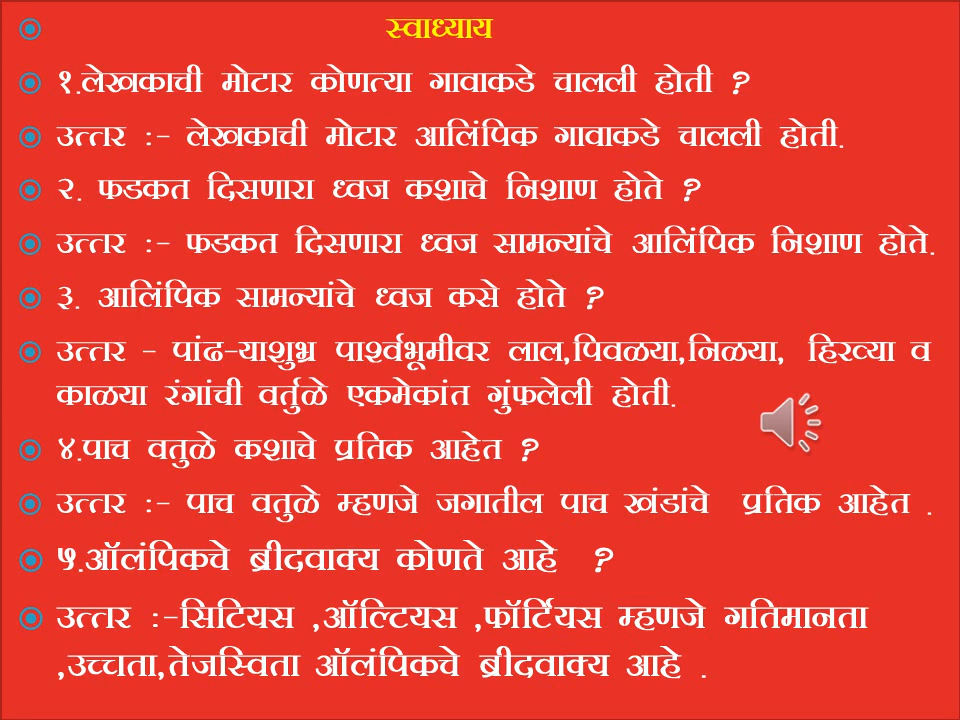 स्वाध्याय
१.लेखकाची मोटार कोणत्या गावाकडे चालली होती ?
उत्तर :- लेखकाची मोटार आलिंपिक गावाकडे चालली होती.
२. फडकत दिसणारा ध्वज कशाचे निशाण होते ?
उत्तर :- फडकत दिसणारा ध्वज सामन्यांचे आलिंपिक निशाण होते.
३. आलिंपिक सामन्यांचे ध्वज कसे होते ?
उत्तर - पांढ-याशुभ्र पार्श्वभूमीवर लाल,पिवळया,निळया, हिरव्या व
काळया रंगांची वर्तुळे एकमेकांत गुंफलेली होती.
४.पाच वतुळे कशाचे प्रतिक आहेत ?
उत्तर :- पाच वतुळे म्हणजे जगातील पाच खंडांचे प्रतिक आहेत .
५.ऑलंपिकचे ब्रीदवाक्य कोणते आहे ?
उत्तर :-सिटियस ,ऑल्टियस ,फॉर्टियस म्हणजे गतिमानता
,उच्चता,तेजस्विता ऑलंपिकचे ब्रीदवाक्य आहे .